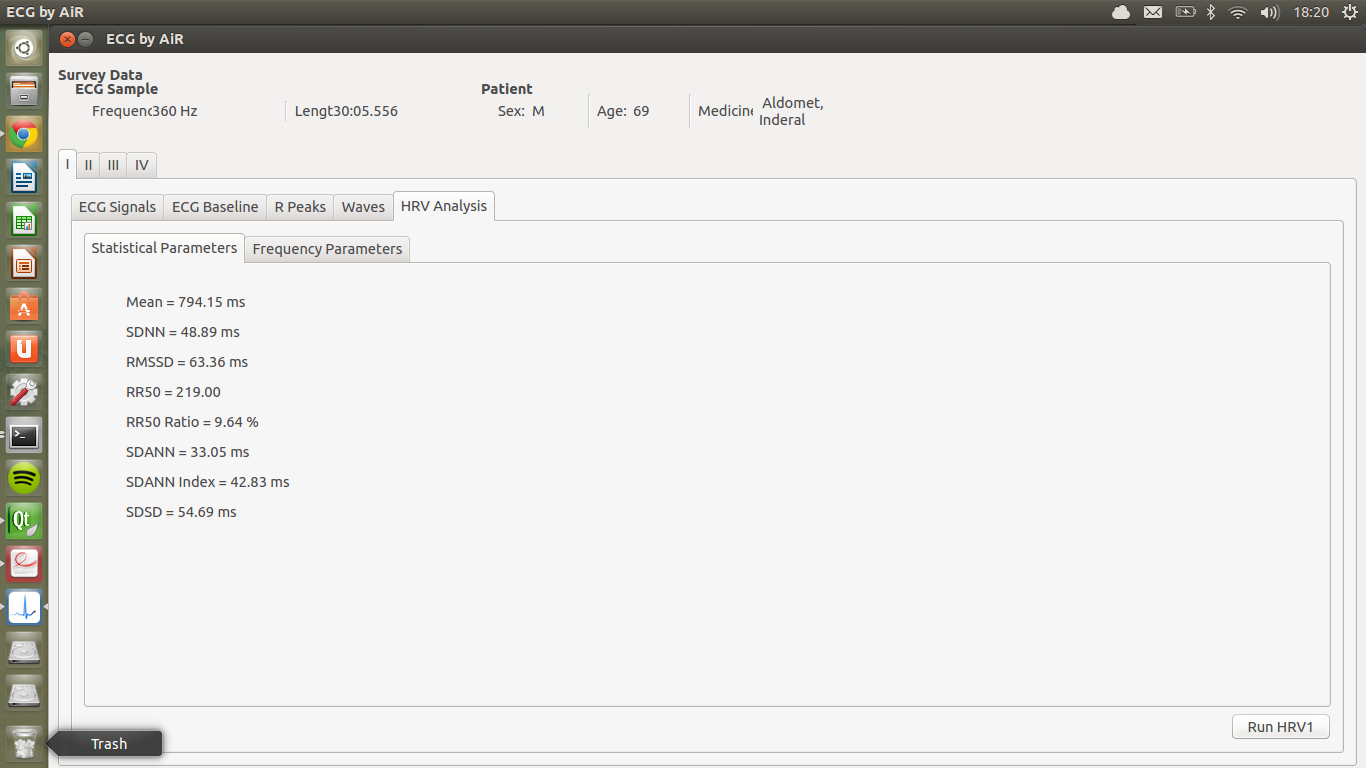 ECG by AiR 18:20
ECG by AiR
Survey Data
ECG Sample Patient
Frequenc360 Hz Lengt30:05.556 Sex: M Age: 69 Medicine Aldomet,
Inderal
I II III IV
ECG Signals ECG Baseline R Peaks Waves HRV Analysis
Statistical Parameters Frequency Parameters
Mean = 794.15 ms
SDNN = 48.89 ms
RMSSD = 63.36 ms
RR50 = 219.00
RR50 Ratio = 9.64 %
SDANN = 33.05 ms
SDANN Index = 42.83 ms
SDSD = 54.69 ms
Run HRV1
Trash